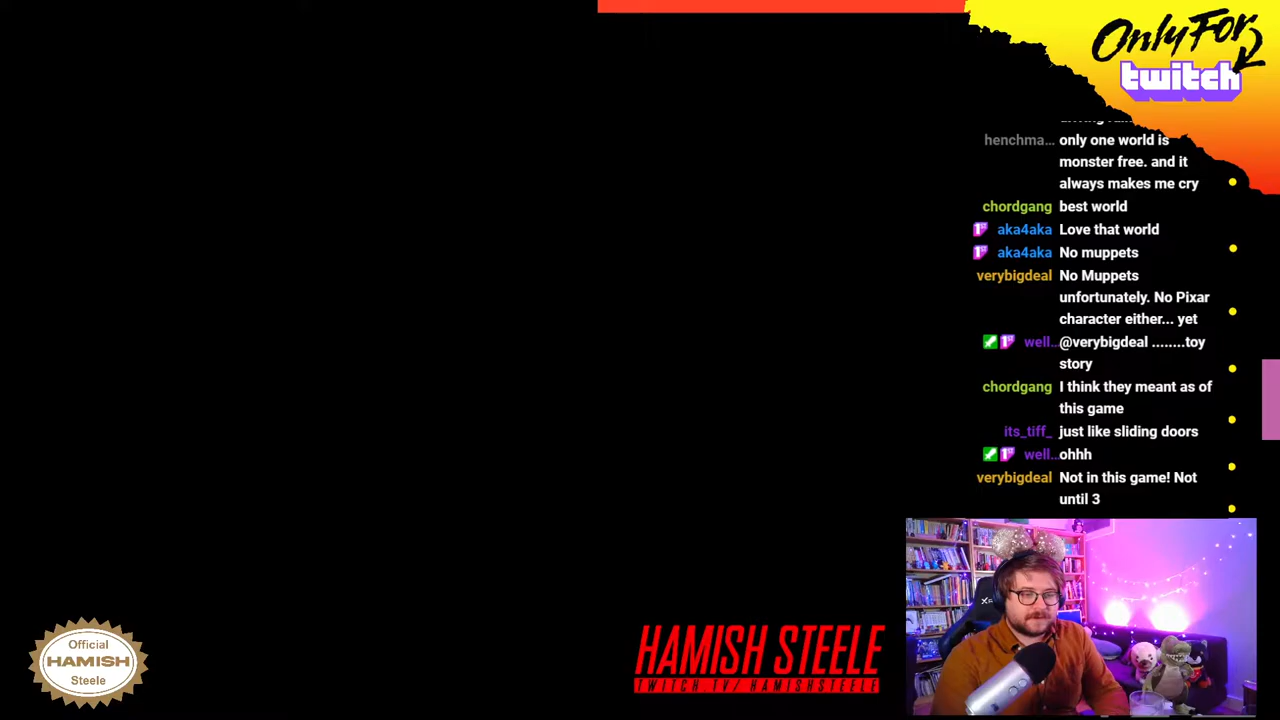 OnlyFor
twitch
henchma… only one world is
monster free. and it
always makes me cry
chordgang best world
aka4aka Love that world
aka4aka No muppets
verybigdeal No Muppets
unfortunately. No Pixar
character either... yet
well… @verybigdeal ........toy
story
chordgang I think they meant as of
this game
its_tiff_ just like sliding doors
well… ohhh
verybigdeal Not in this game! Not
until 3
Official
HAMISH
Steele
HAMISH STEELE
TWITCH.TV/HAMISHSTEELE